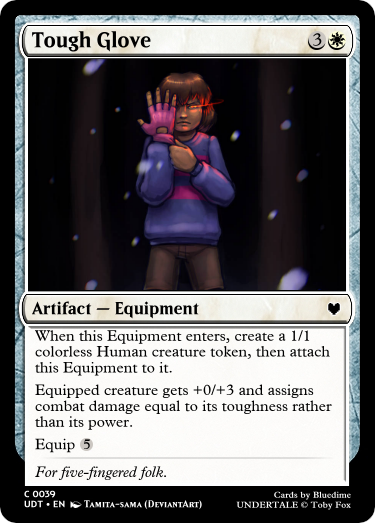 Tough Glove 3
Artifact — Equipment
When this Equipment enters, create a 1/1
colorless Human creature token, then attach
this Equipment to it.
Equipped creature gets +0/+3 and assigns
combat damage equal to its toughness rather
than its power.
Equip 5
For five-fingered folk.
C 0039
UDT • EN Tamita-sama (DeviantArt)
Cards by Bluedime
UNDERTALE © Toby Fox